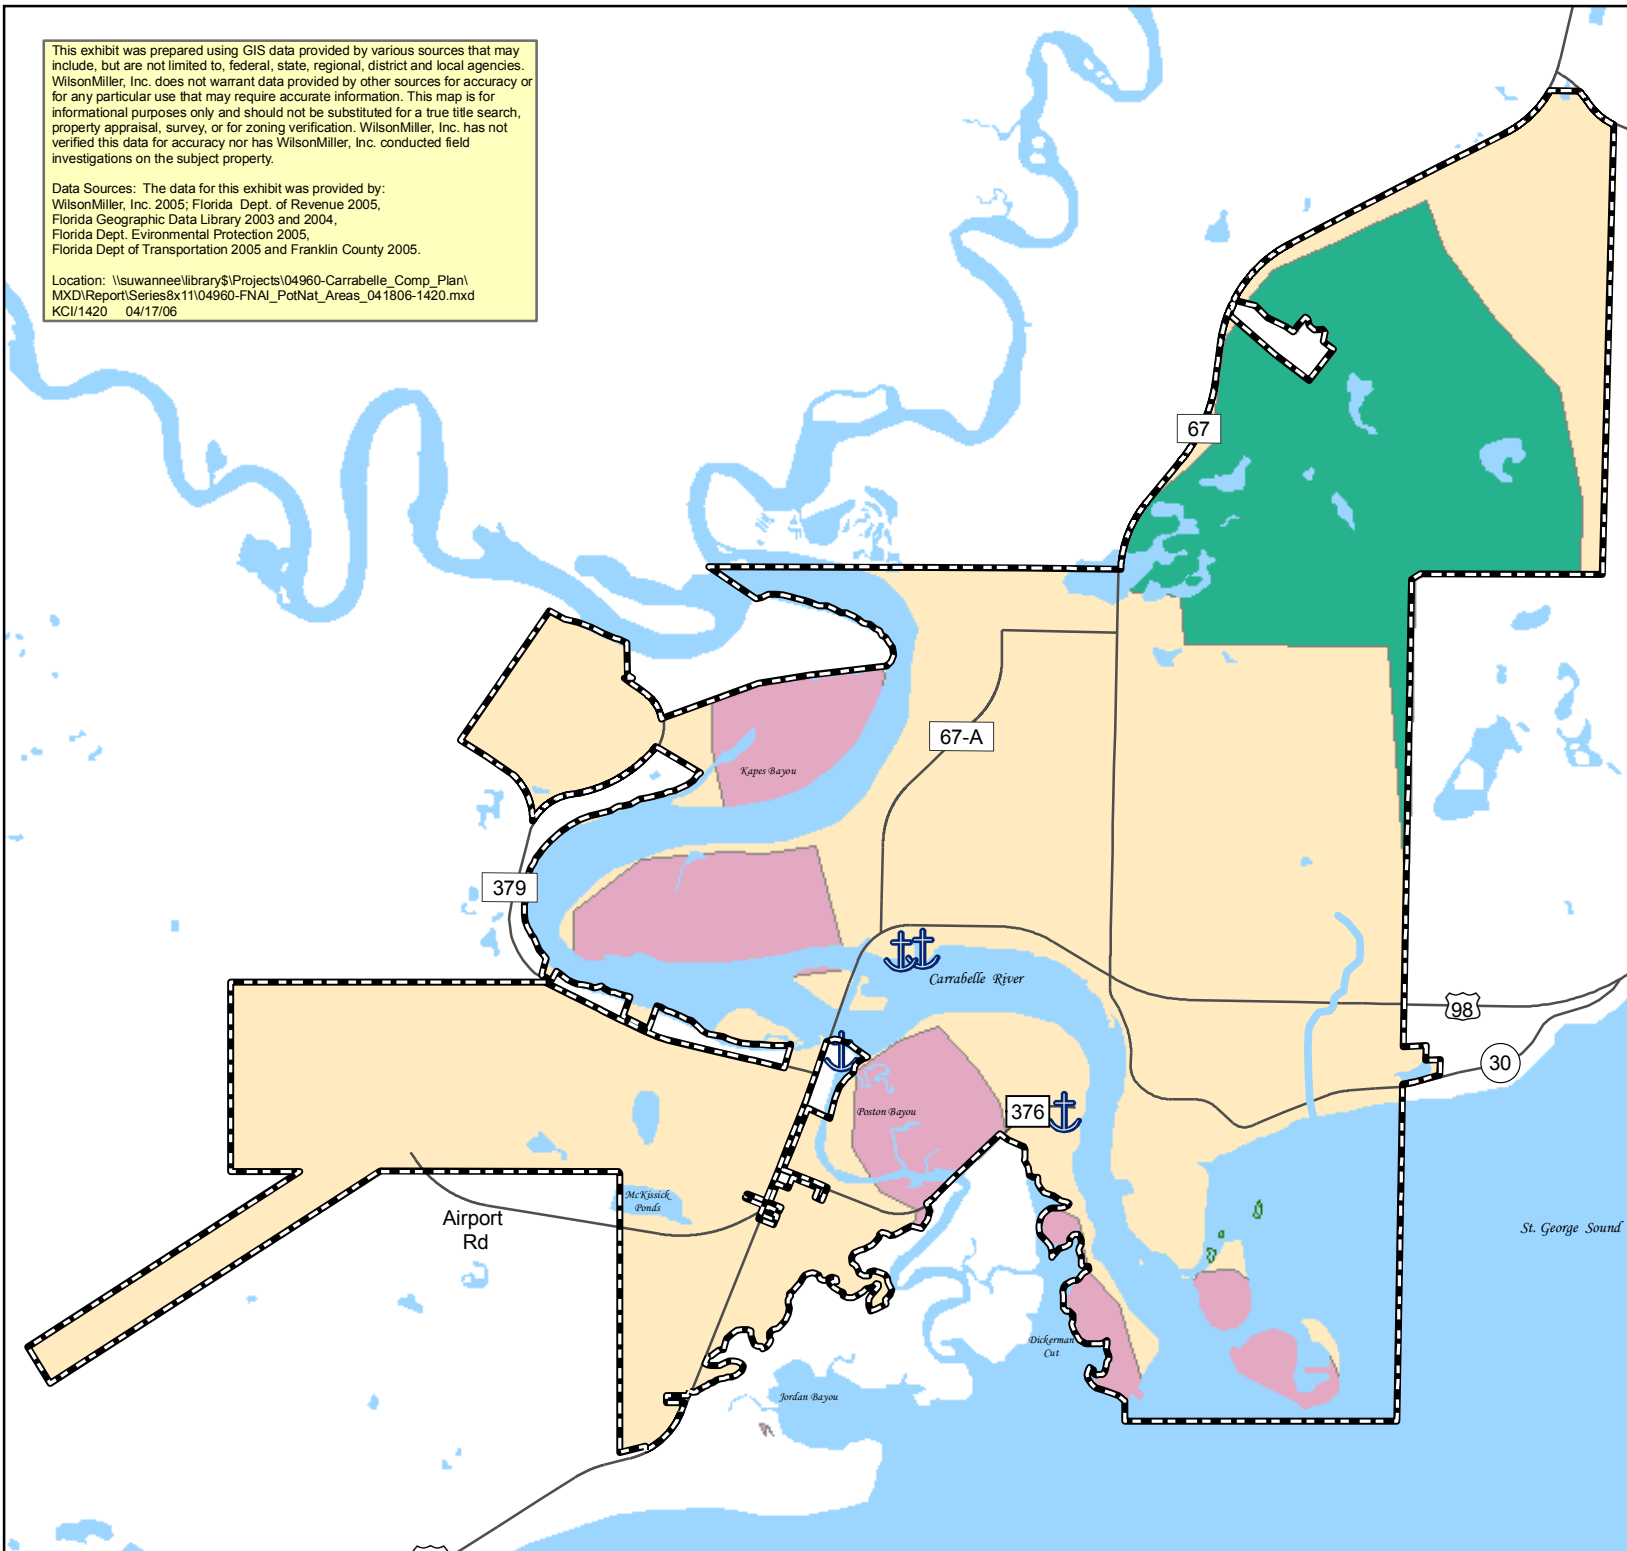 This exhibit was prepared using GIS data provided by various sources that may
include, but are not limited to, federal, state, regional, district and local agencies.
WilsonMiller, Inc. does not warrant data provided by other sources for accuracy or
for any particular use that may require accurate information. This map is for
informational purposes only and should not be substituted for a true title search,
property appraisal, survey, or for zoning verification. WilsonMiller, Inc. has not
verified this data for accuracy nor has WilsonMiller, Inc. conducted field
investigations on the subject property.
Data Sources: The data for this exhibit was provided by:
WilsonMiller, Inc. 2005; Florida Dept. of Revenue 2005,
Florida Geographic Data Library 2003 and 2004,
Florida Dept. Evironmental Protection 2005,
Florida Dept of Transportation 2005 and Franklin County 2005.
Location: \\suwannee\library$\Projects\04960-Carrabelle_Comp_Plan\
MXD\Report\Series8x11\04960-FNAI_PotNat_Areas_041806-1420.mxd
KCI/1420 04/17/06
67
67-A
Kapes Bayou
379
Carrabelle River
98
30
Poston Bayou
376
McKissick
Ponds
Airport
Rd
St. George Sound
Dickerman
Cut
Jordan Bayou